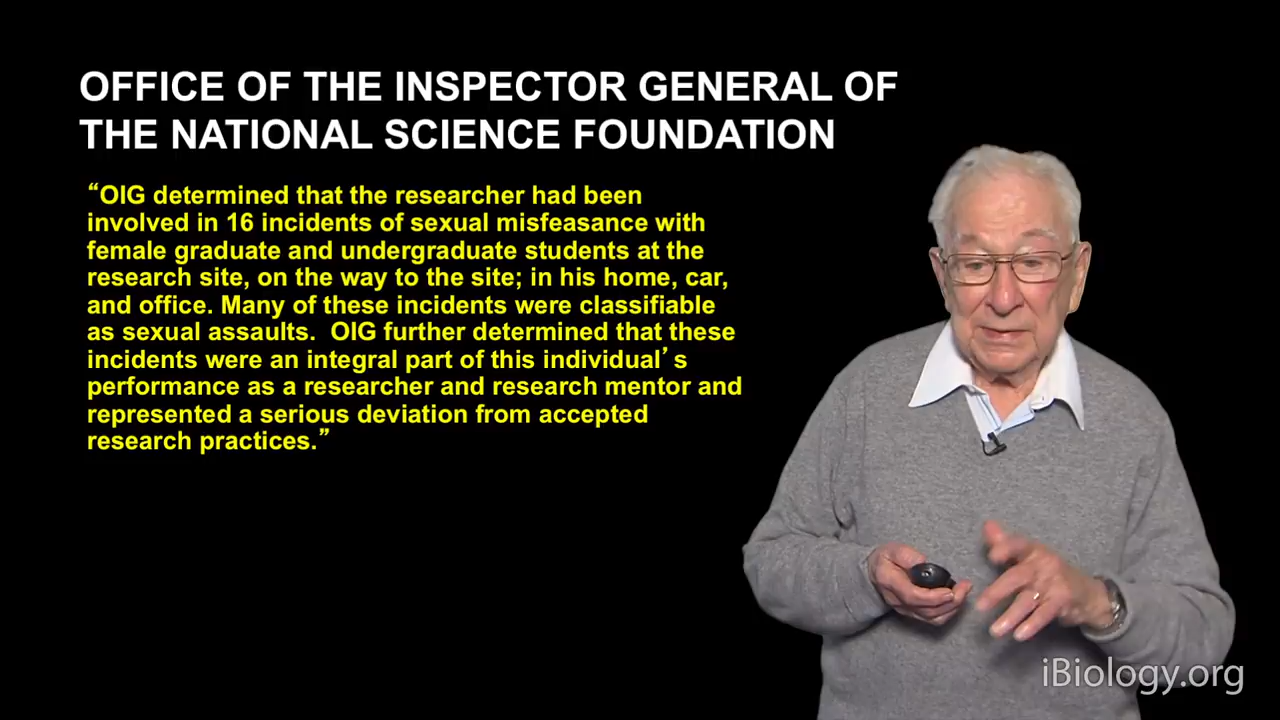 OFFICE OF THE INSPECTOR GENERAL OF
THE NATIONAL SCIENCE FOUNDATION
“OIG determined that the researcher had been
involved in 16 incidents of sexual misfeasance with
female graduate and undergraduate students at the
research site, on the way to the site; in his home, car,
and office. Many of these incidents were classifiable
as sexual assaults.  OIG further determined that these
incidents were an integral part of this individual’s
performance as a researcher and research mentor and
represented a serious deviation from accepted
research practices.”
iBiology.org